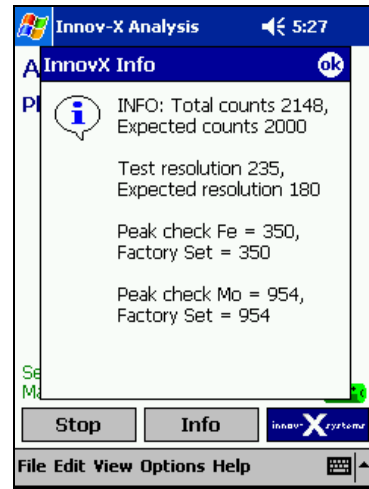 Innov-X Analysis 5:27
InnovX Info ok
INFO: Total counts 2148,
Expected counts 2000
Test resolution 235,
Expected resolution 180
Peak check Fe = 350,
Factory Set = 350
Peak check Mo = 954,
Factory Set = 954
Stop Info innov-X systems
File Edit View Options Help